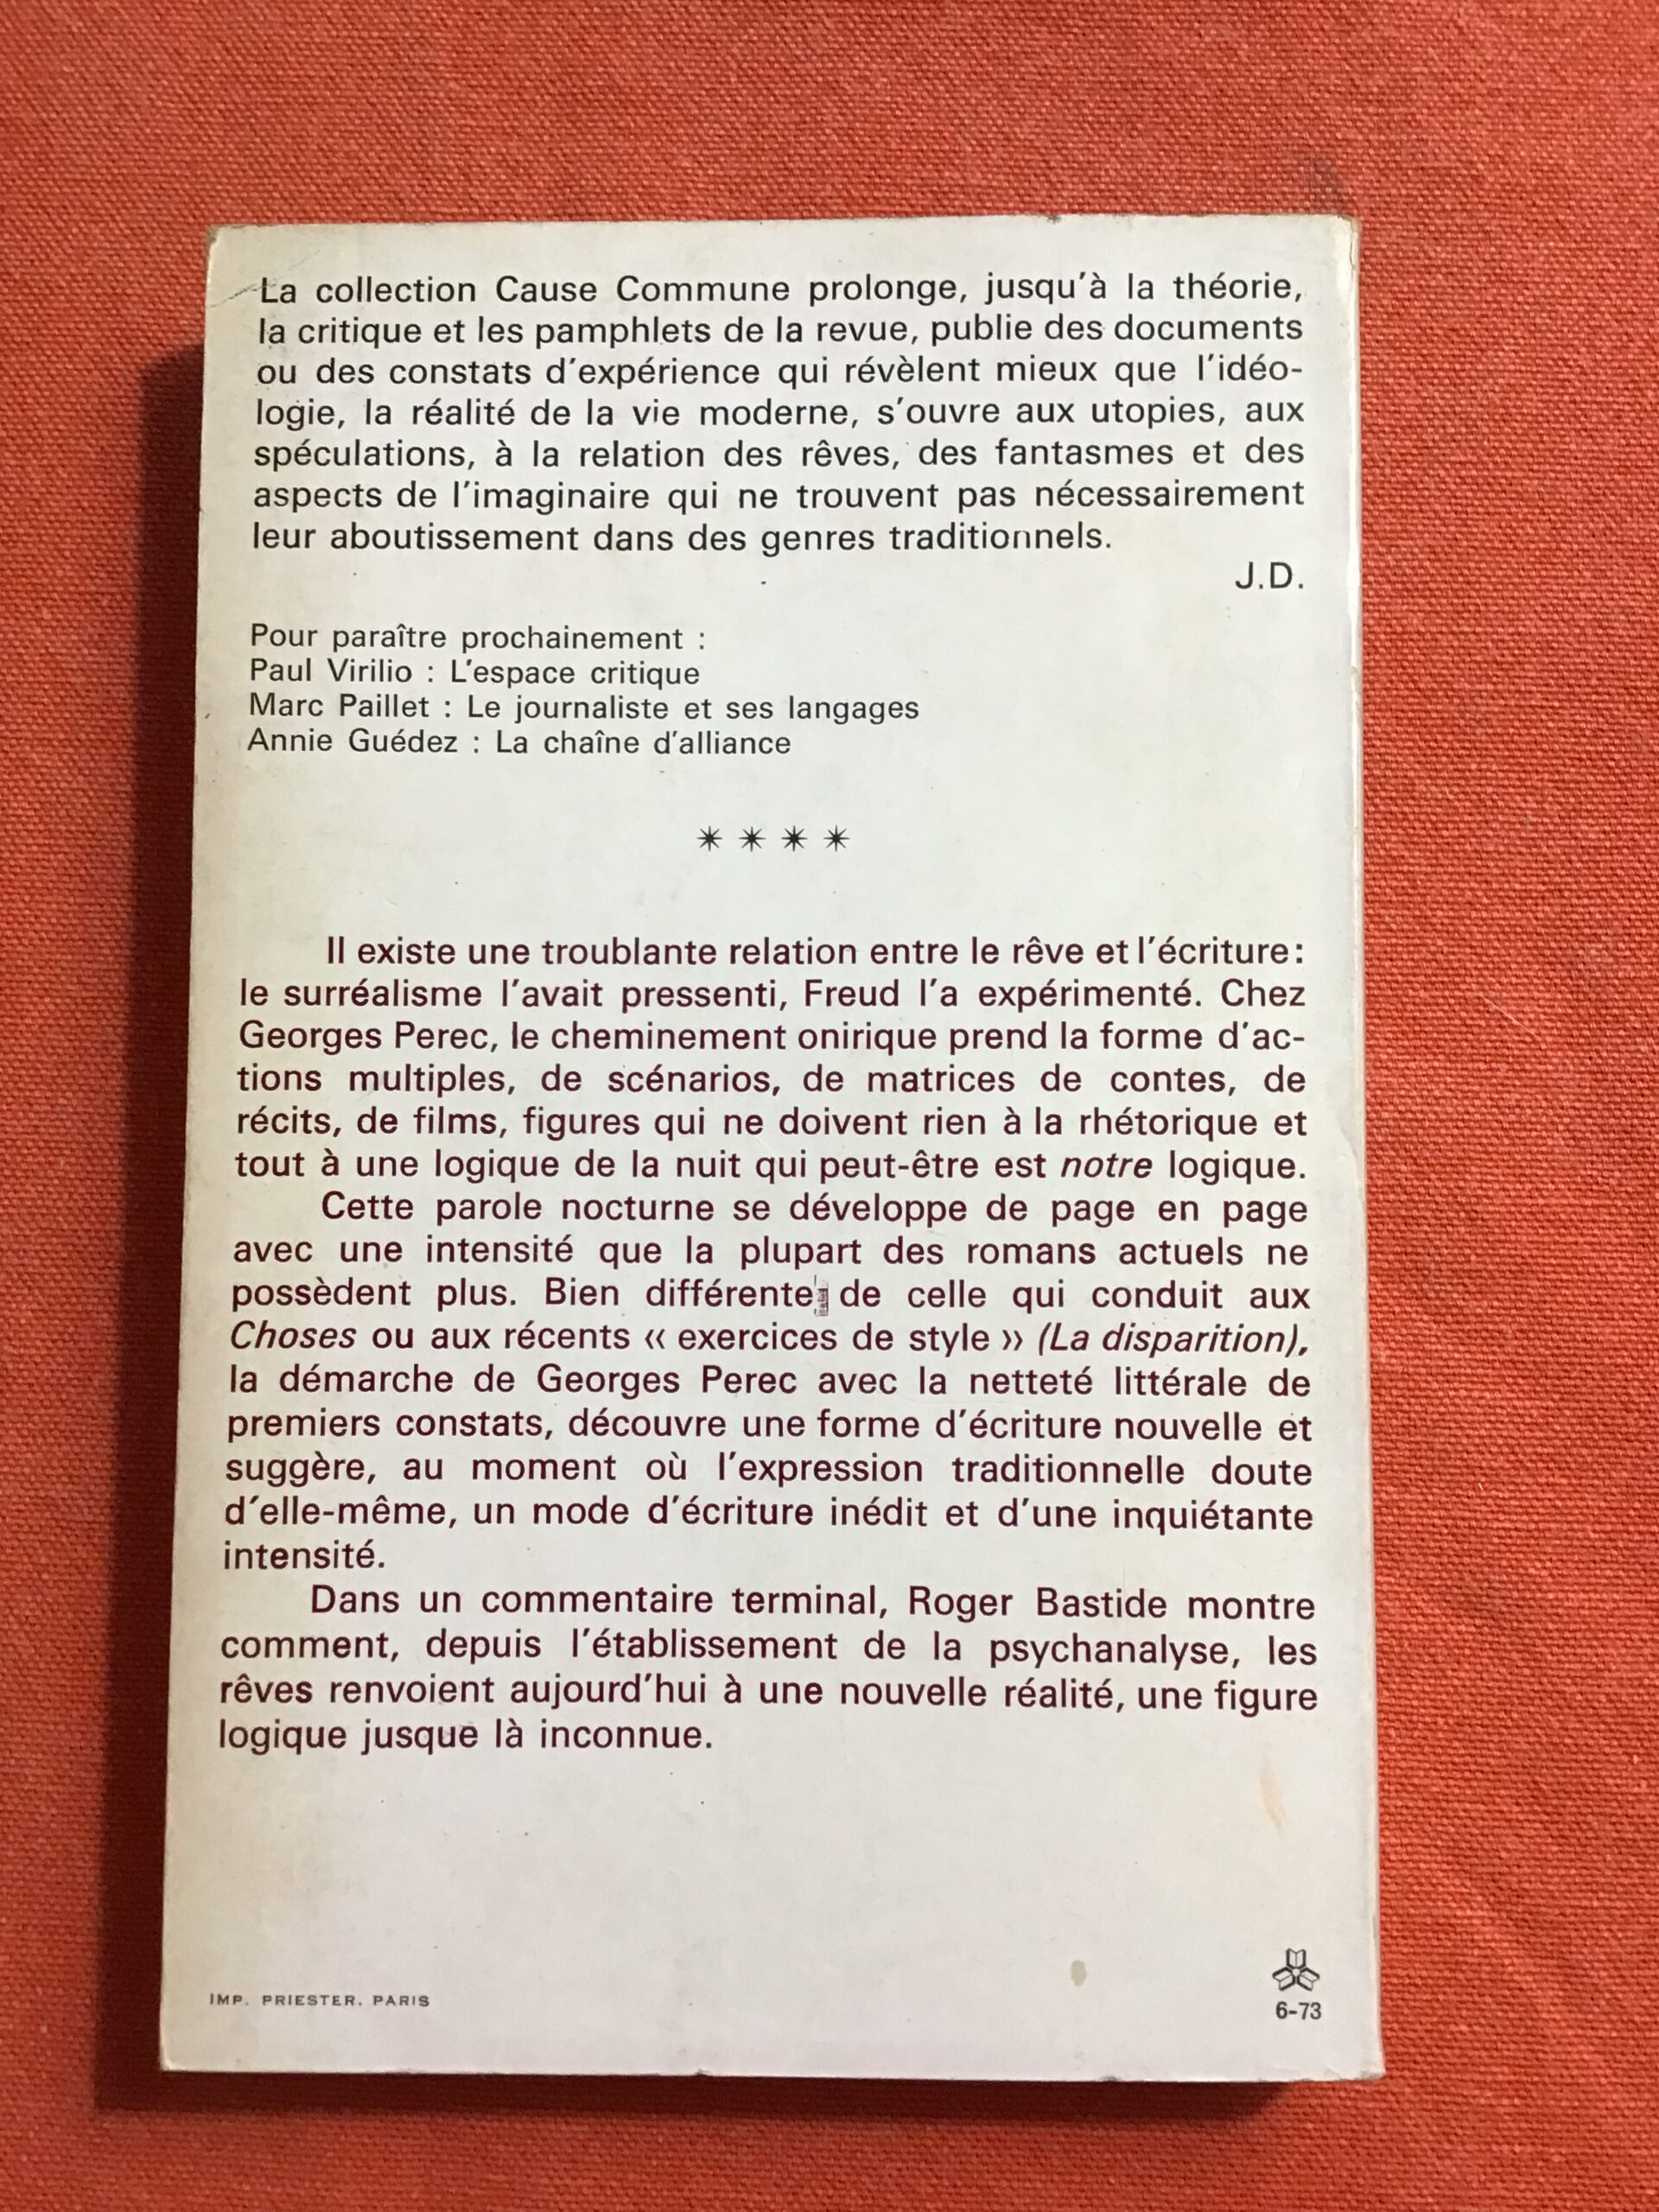 La collection Cause Commune prolonge, jusqu'à la théorie,
la critique et les pamphlets de la revue, publie des documents
ou des constats d'expérience qui révèlent mieux que l'idéo-
logie, la réalité de la vie moderne, s'ouvre aux utopies, aux
spéculations, à la relation des rêves, des fantasmes et des
aspects de l'imaginaire qui ne trouvent pas nécessairement
leur aboutissement dans des genres traditionnels.
J.D.
Pour paraître prochainement :
Paul Virilio : L'espace critique
Marc Paillet : Le journaliste et ses langages
Annie Guédez : La chaîne d'alliance
✴ ✴ ✴ ✴
Il existe une troublante relation entre le rêve et l'écriture:
le surréalisme l'avait pressenti, Freud l'a expérimenté. Chez
Georges Perec, le cheminement onirique prend la forme d'ac-
tions multiples, de scénarios, de matrices de contes, de
récits, de films, figures qui ne doivent rien à la rhétorique et
tout à une logique de la nuit qui peut-être est notre logique.
Cette parole nocturne se développe de page en page
avec une intensité que la plupart des romans actuels ne
possèdent plus. Bien différente de celle qui conduit aux
Choses ou aux récents « exercices de style » (La disparition),
la démarche de Georges Perec avec la netteté littérale de
premiers constats, découvre une forme d'écriture nouvelle et
suggère, au moment où l'expression traditionnelle doute
d'elle-même, un mode d'écriture inédit et d'une inquiétante
intensité.
Dans un commentaire terminal, Roger Bastide montre
comment, depuis l'établissement de la psychanalyse, les
rêves renvoient aujourd'hui à une nouvelle réalité, une figure
logique jusque là inconnue.
IMP. PRIESTER. PARIS
6-73